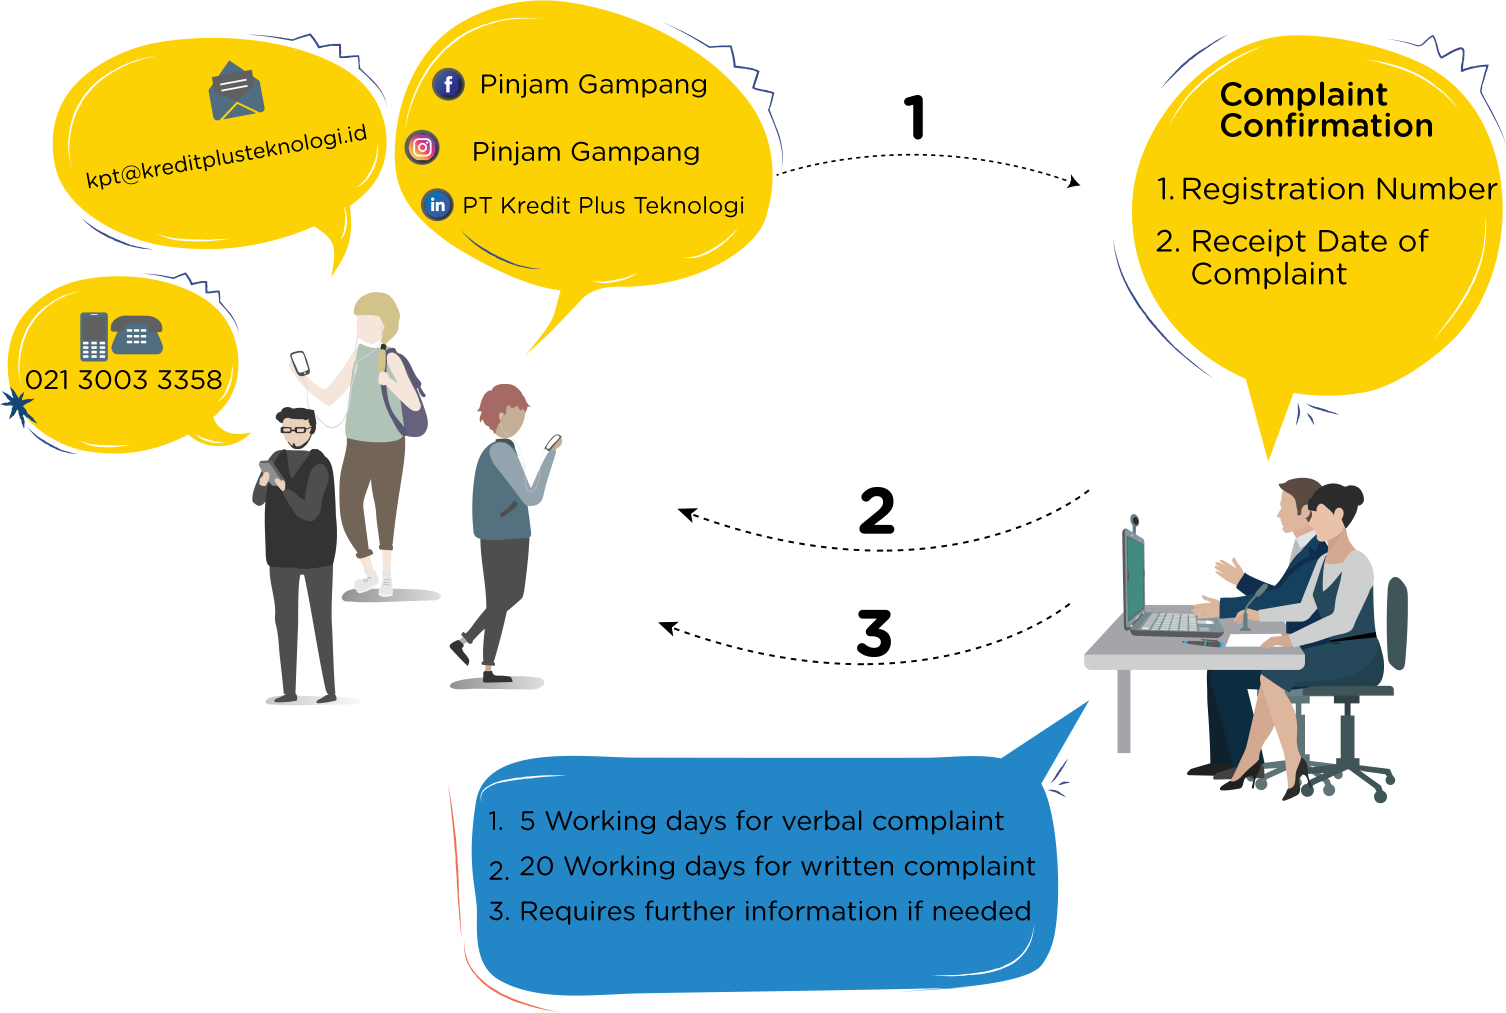 kpt@kreditplusteknologi.id
f Pinjam Gampang
Pinjam Gampang
in PT Kredit Plus Teknologi
021 3003 3358
1
Complaint
Confirmation
1. Registration Number
2. Receipt Date of
Complaint
2
3
1. 5 Working days for verbal complaint
2. 20 Working days for written complaint
3. Requires further information if needed